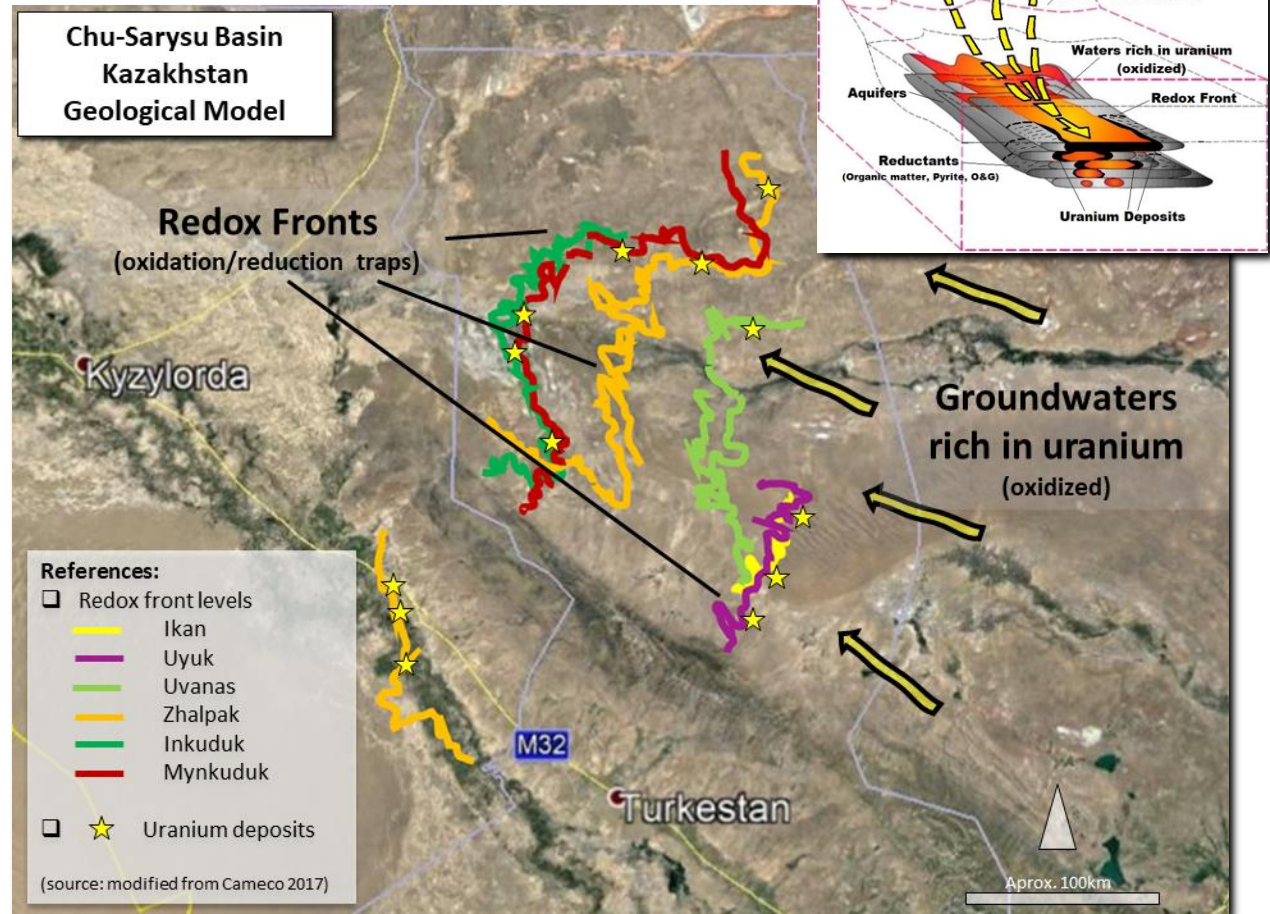 Chu-Sarysu Basin
Kazakhstan
Geological Model
Waters rich in uranium
(oxidized)
Aquifers
Redox Front
Reductants
(Organic matter, Pyrite, O&G)
Uranium Deposits
Redox Fronts
(oxidation/reduction traps)
Kyzylorda
Groundwaters
rich in uranium
(oxidized)
References:
Redox front levels
Ikan
Uyuk
Uvanas
Zhalpak
Inkuduk
Mynkuduk
Uranium deposits
(source: modified from Cameco 2017)
M32
Turkestan
Aprox. 100km